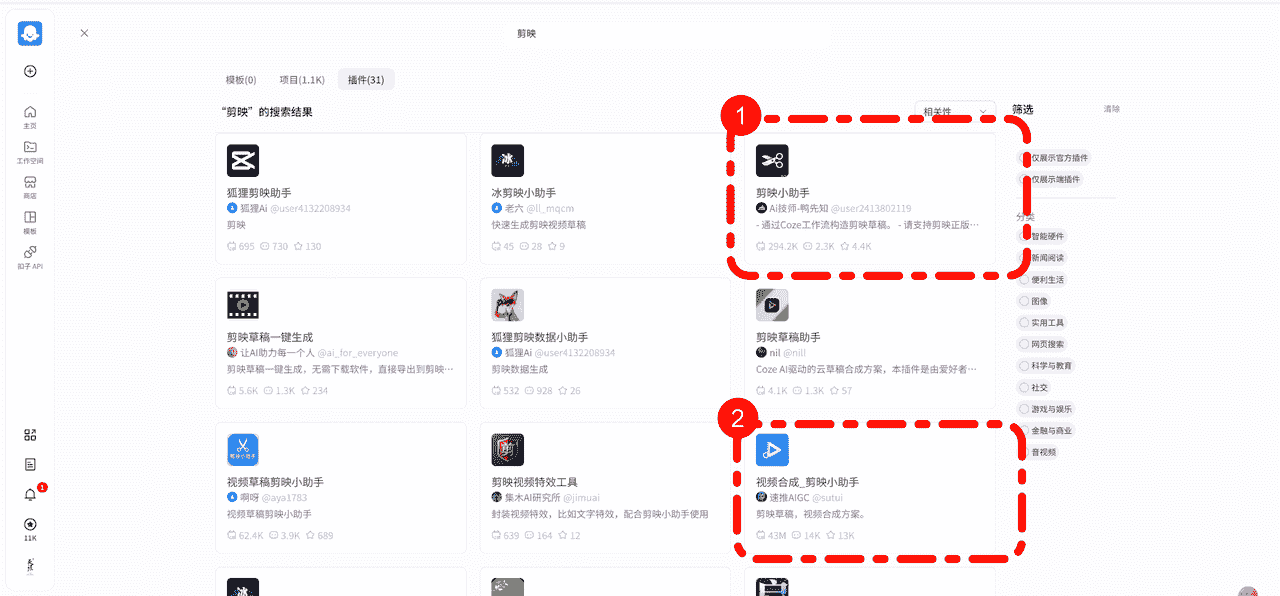 剪映
模板(0) 项目(1.1K) 插件(31)
“剪映”的搜索结果
相关性
筛选
清除
1
主页
工作空间
商店
模板
扣子 API
1
11K
狐狸剪映助手
狐狸Ai @user4132208934
剪映
695 730 130
冰剪映小助手
老六 @ll_mqcm
快速生成剪映视频草稿
45 28 9
剪映小助手
Ai技师-鸭先知 @user2413802119
- 通过Coze工作流构造剪映草稿。 - 请支持剪映正版…
294.2K 2.3K 4.4K
剪映草稿一键生成
让AI助力每一个人 @ai_for_everyone
剪映草稿一键生成，无需下载软件，直接导出到剪映…
5.6K 1.3K 234
狐狸剪映数据小助手
狐狸Ai @user4132208934
剪映数据生成
532 928 26
剪映草稿助手
nil @nill
Coze AI驱动的云草稿合成方案，本插件是由爱好者…
4.1K 1.3K 57
2
剪映小助手
视频草稿剪映小助手
啊呀 @aya1783
视频草稿剪映小助手
62.4K 3.9K 689
剪映视频特效工具
集木AI研究所 @jimuai
封装视频特效，比如文字特效，配合剪映小助手使用
639 164 12
视频合成_剪映小助手
速推AIGC @sutui
剪映草稿，视频合成方案。
43M 14K 13K
仅展示官方插件
仅展示端插件
分类
智能硬件
新闻阅读
便利生活
图像
实用工具
网页搜索
科学与教育
社交
游戏与娱乐
金融与商业
音视频